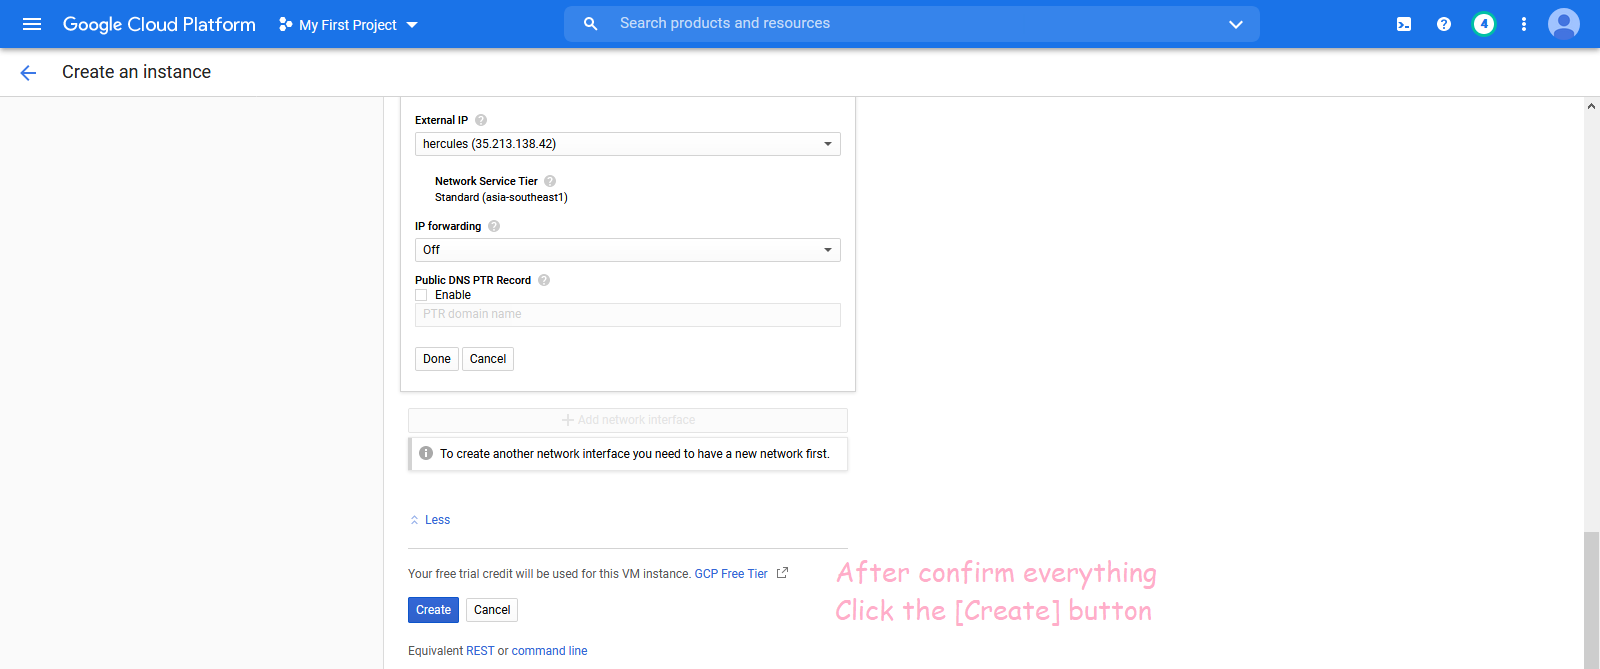 Google Cloud Platform
My First Project
Search products and resources
4
Create an instance
External IP
hercules (35.213.138.42)
Network Service Tier
Standard (asia-southeast1)
IP forwarding
Off
Public DNS PTR Record
Enable
PTR domain name
Done Cancel
Add network interface
To create another network interface you need to have a new network first.
Less
Your free trial credit will be used for this VM instance. GCP Free Tier
After confirm everything
Click the [Create] button
Create Cancel
Equivalent REST or command line